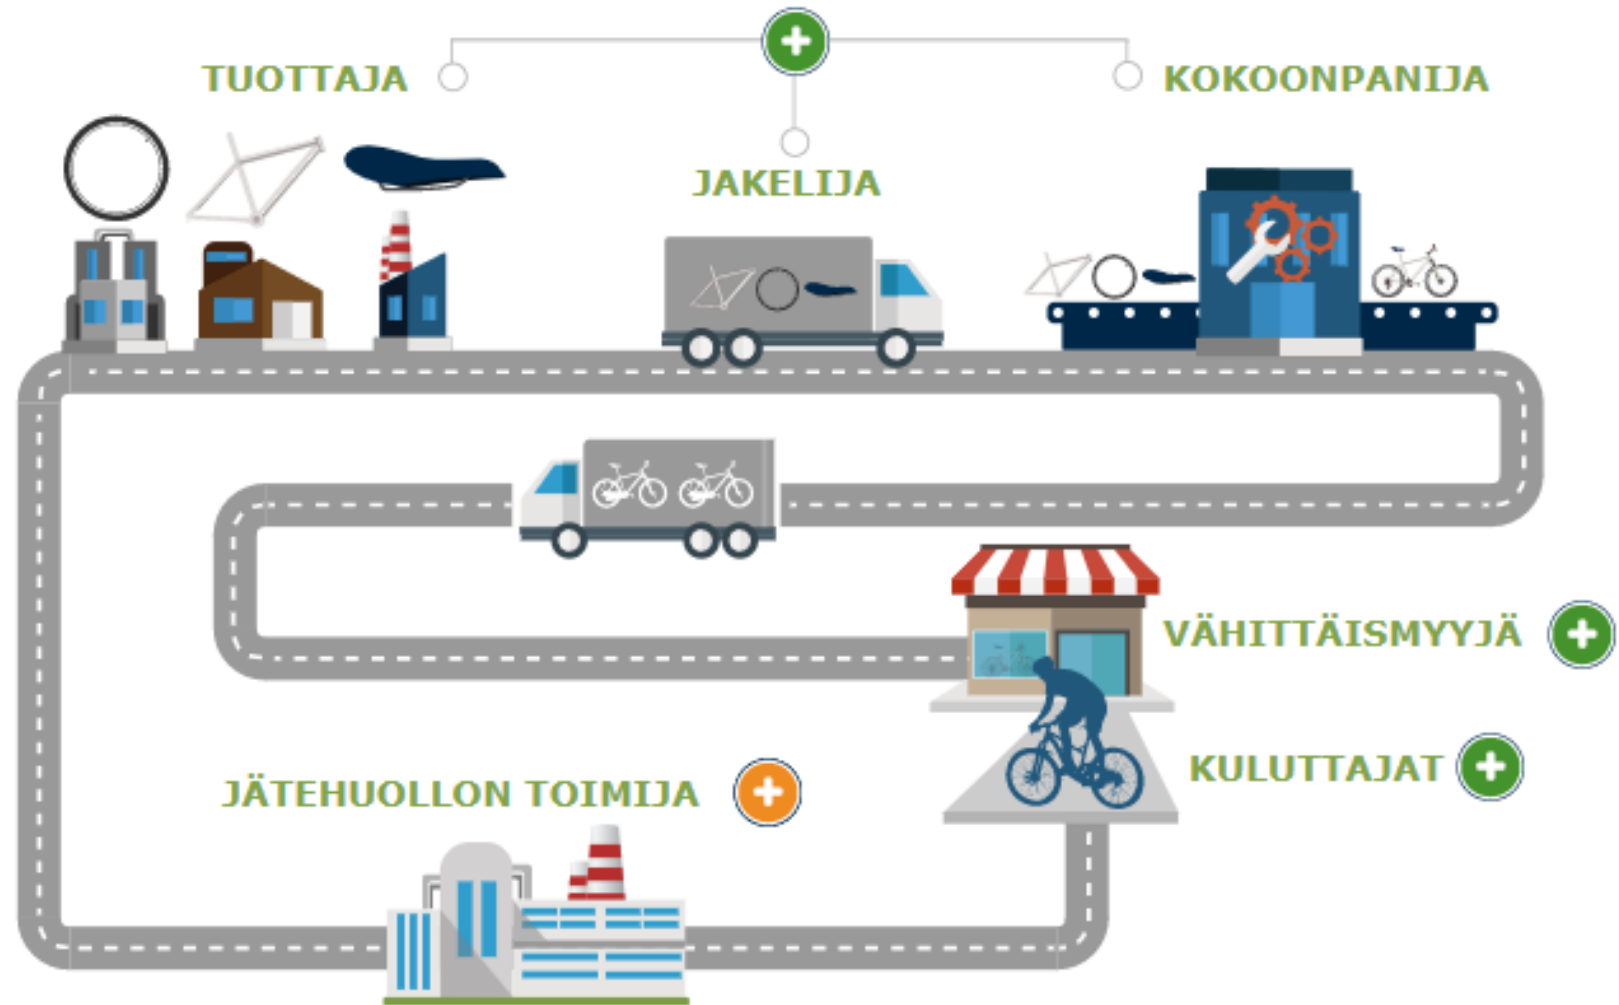 TUOTTAJA
KOKOONPANIJA
JAKELIJA
VÄHITTÄISMYYJÄ
KULUTTAJAT
JÄTEHUOLLON TOIMIJA